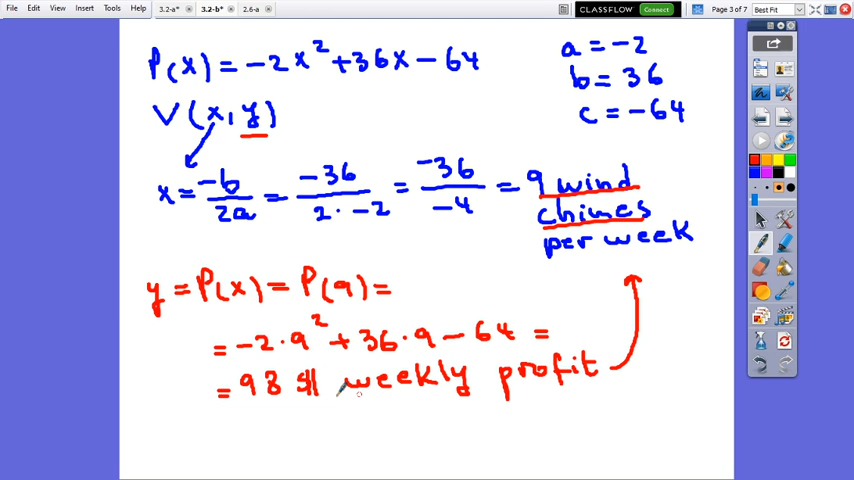 File Edit View Insert Tools Help 3.2-a* 3.2-b* 2.6-a CLASSFLOW Connect Page 3 of 7 Best Fit
P(x) = -2x² + 36x - 64
a = -2
b = 36
c = -64
V(x, y)
x = -b/2a = -36/2 · -2 = -36/-4 = 9 wind
chimes
per week
y = P(x) = P(9) =
= -2 · 9² + 36 · 9 - 64 =
= 98 $ weekly profit